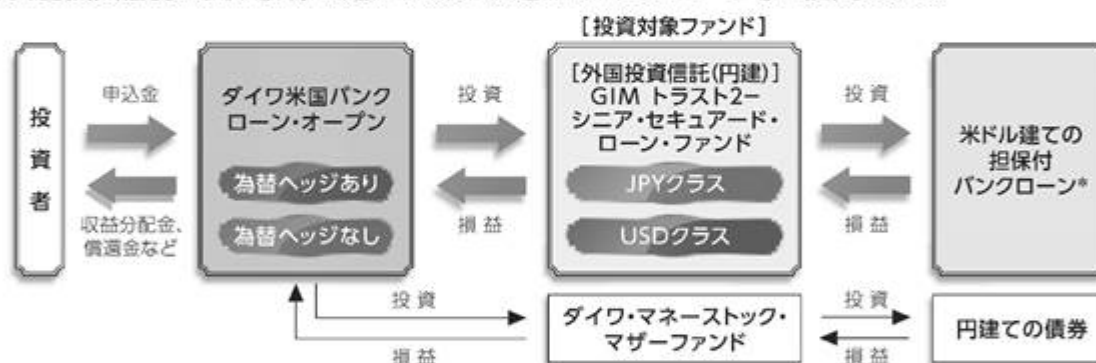 [投資対象ファンド]
投資者
申込金
収益分配金、
償還金など
ダイワ米国バンク
ローン・オープン
為替ヘッジあり
為替ヘッジなし
投資
損益
[外国投資信託(円建)]
GIM トラスト2−
シニア・セキュアード・
ローン・ファンド
JPYクラス
USDクラス
投資
損益
米ドル建ての
担保付
バンクローン*
投資
損益
ダイワ・マネーストック・
マザーファンド
投資
損益
円建ての債券